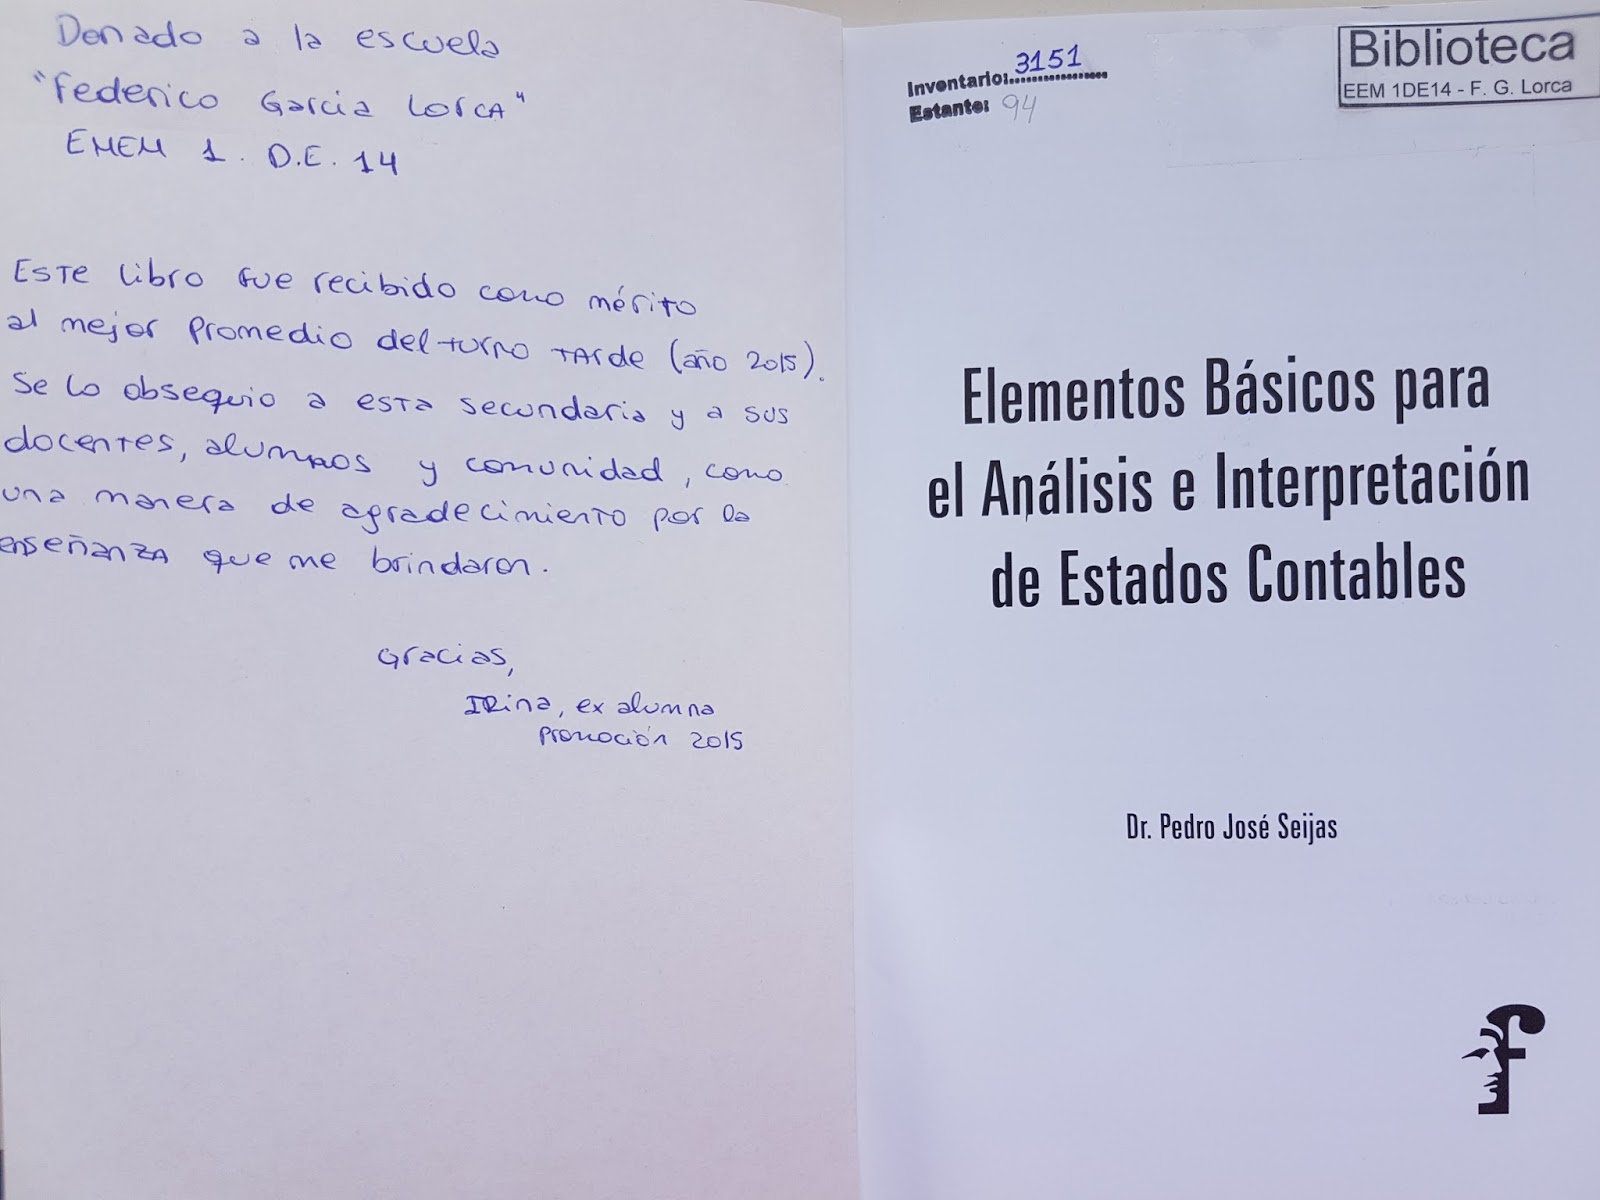 Donado a la escuela
"Federico Garcia Lorca"
EMEM 1. D.E. 14
Este libro fue recibido como mérito
al mejor promedio del turno tarde (año 2015).
Se lo obsequio a esta secundaria y a sus
docentes, alumnos y comunidad, como
una manera de agradecimiento por la
enseñanza que me brindaron.
Gracias,
Irina, ex alumna
promoción 2015
Inventario:3151
Estante: 94
Biblioteca
EEM 1DE14 - F. G. Lorca
Elementos Básicos para
el Análisis e Interpretación
de Estados Contables
Dr. Pedro José Seijas
f